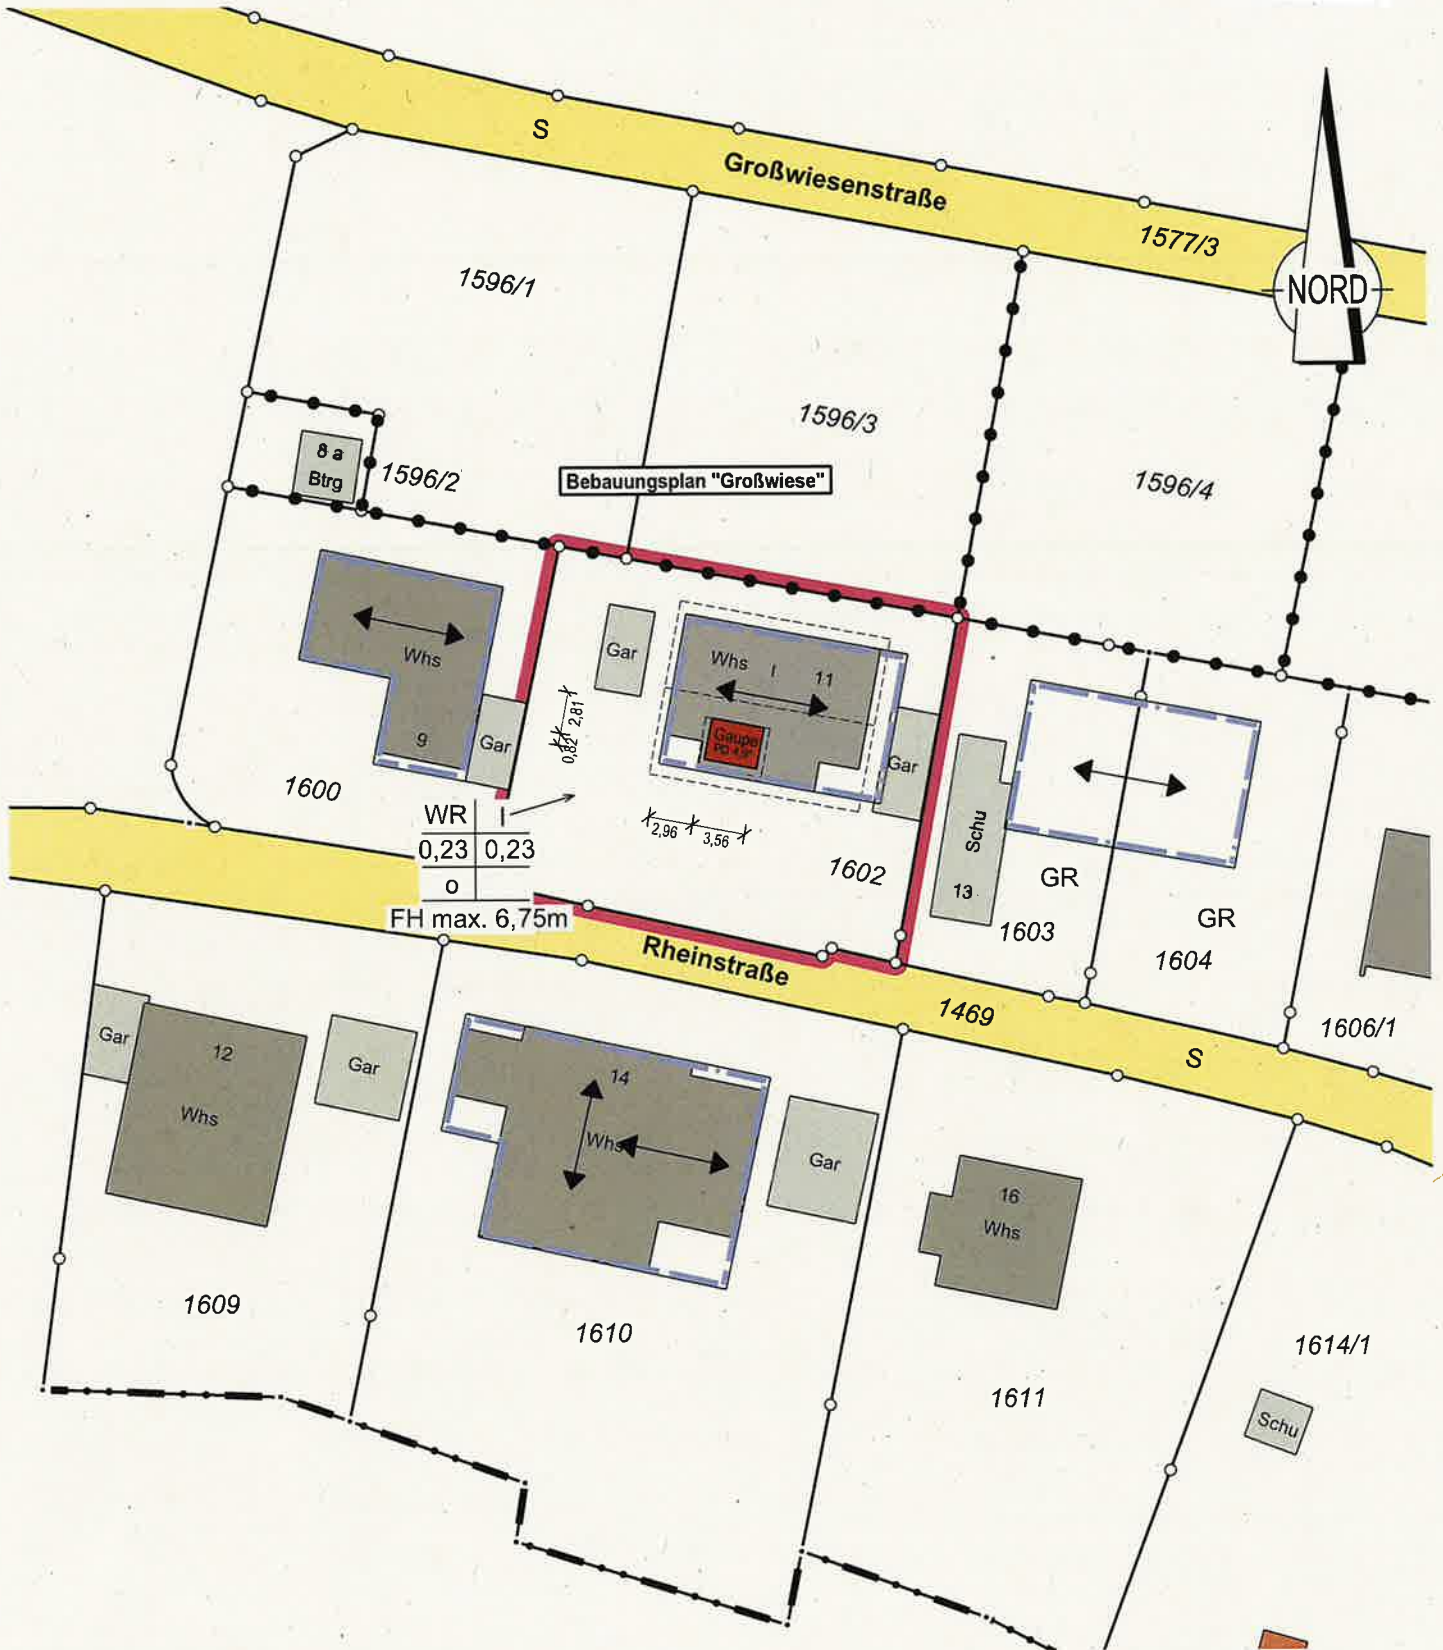 S
Großwiesenstraße
1577/3
NORD
1596/1
1596/3
1596/4
8 a
Btrg
1596/2
Bebauungsplan "Großwiese"
Whs
9
Gar
1600
Gar
2,81
0,82
Whs I 11
Gaupe
Gar
2,96
3,56
1602
WR I
0,23 0,23
o
FH max. 6,75m
Schu
13
GR
1603
GR
1604
1606/1
Rheinstraße
1469
S
Gar
12
Whs
Gar
14
Whs
Gar
16
Whs
1609
1610
1611
1614/1
Schu